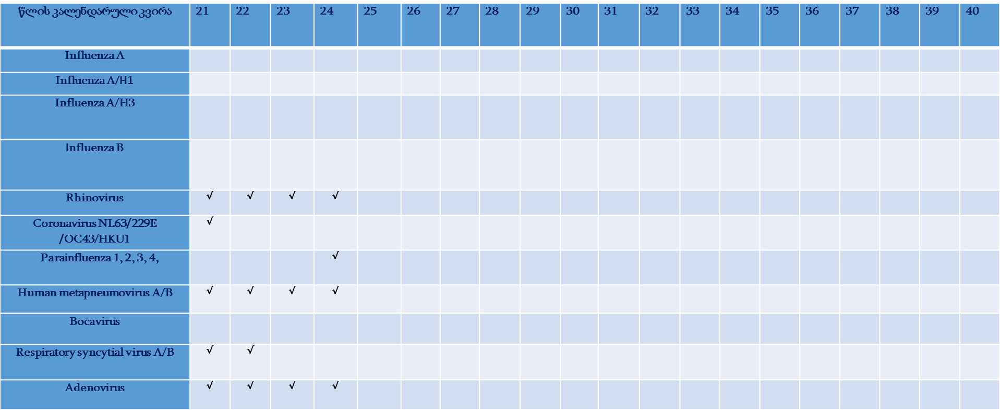 წლის კალენდარული კვირა 21 22 23 24 25 26 27 28 29 30 31 32 33 34 35 36 37 38 39 40
Influenza A
Influenza A/H1
Influenza A/H3
Influenza B
Rhinovirus √ √ √ √
Coronavirus NL63/229E √
/OC43/HKU1
Parainfluenza 1, 2, 3, 4, √
Human metapneumovirus A/B √ √ √ √
Bocavirus
Respiratory syncytial virus A/B √ √
Adenovirus √ √ √ √